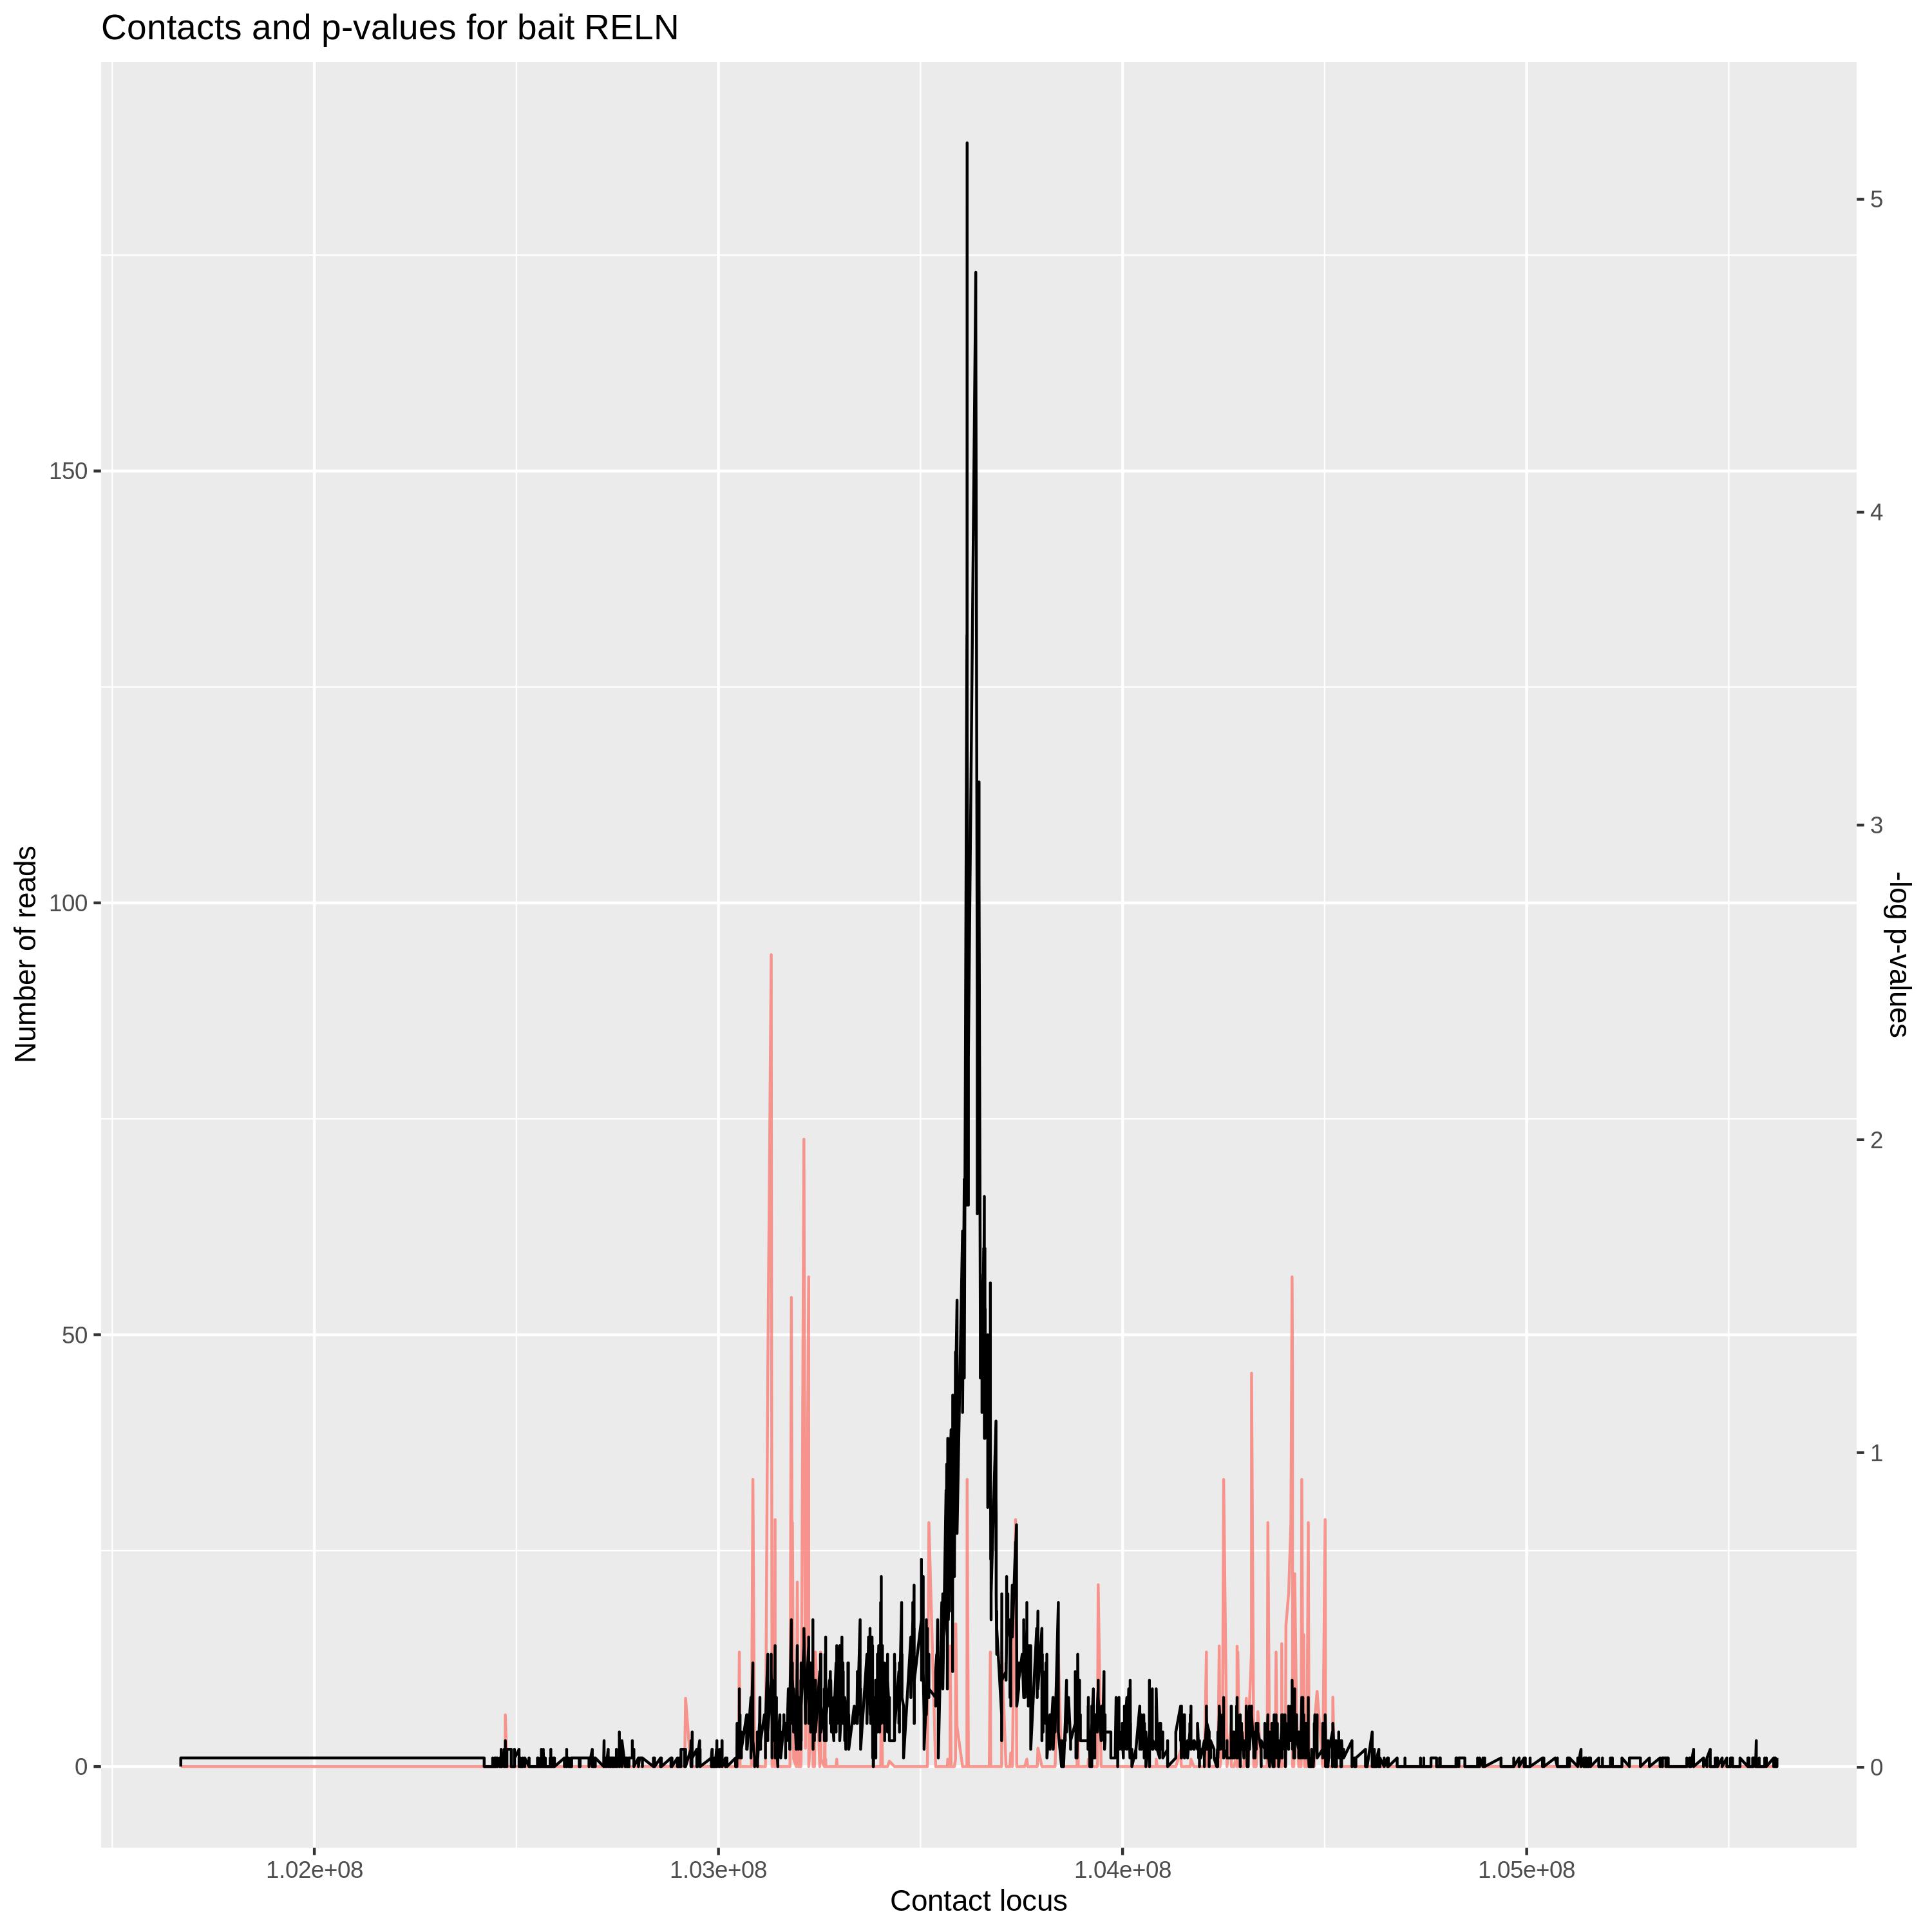 Contacts and p-values for bait RELN
Number of reads
150
100
50
0
5
4
3
2
1
0
-log p-values
1.02e+08
1.03e+08
1.04e+08
1.05e+08
Contact locus